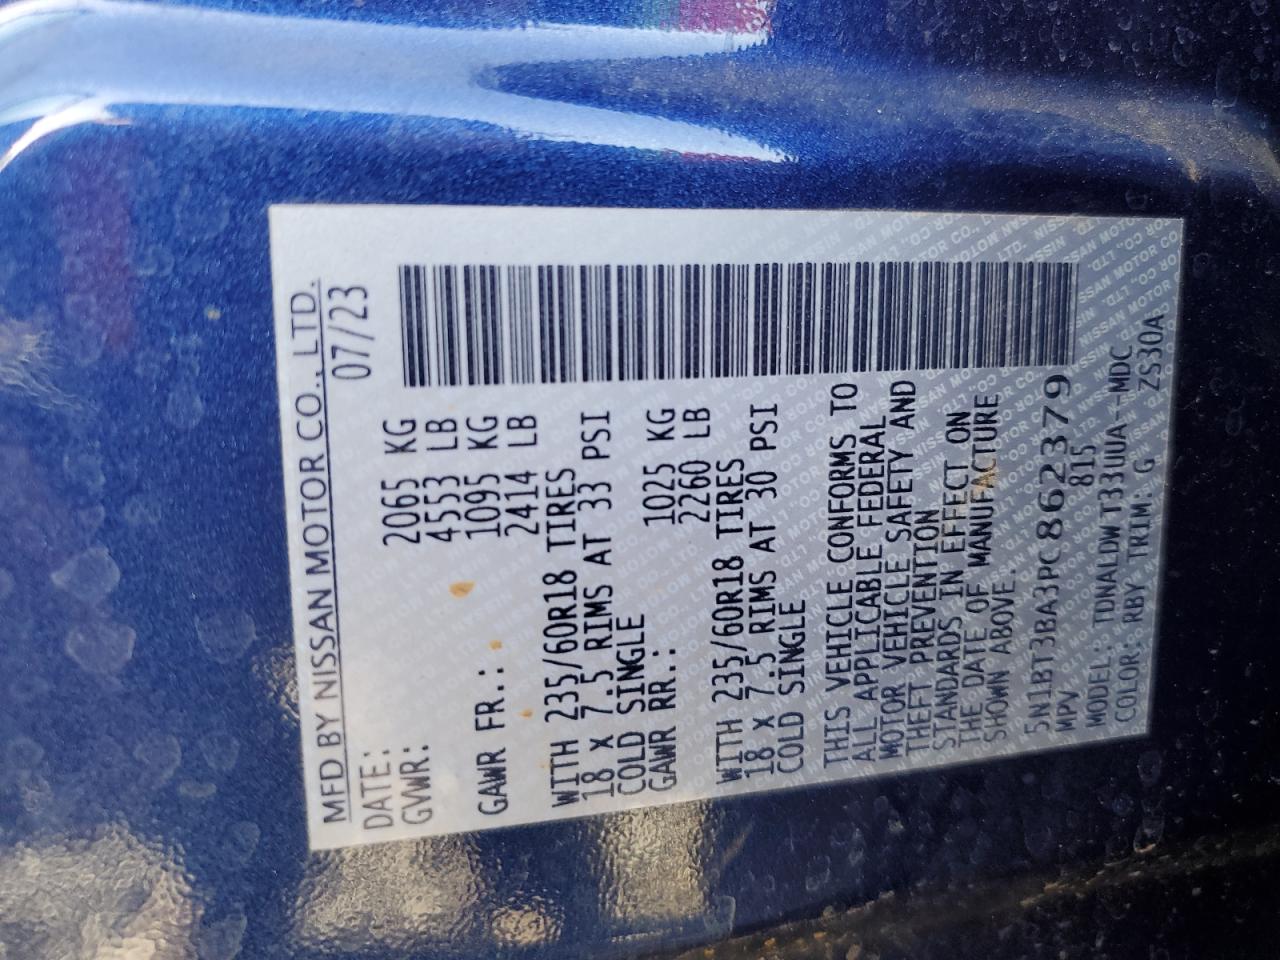 MFD BY NISSAN MOTOR CO., LTD.
DATE: 07/23
GVWR: 2065 KG
4553 LB
GAWR FR.: 1095 KG
2414 LB
WITH 235/60R18 TIRES
18 X 7.5 RIMS AT 33 PSI
COLD SINGLE
GAWR RR.: 1025 KG
2260 LB
WITH 235/60R18 TIRES
18 X 7.5 RIMS AT 30 PSI
COLD SINGLE
THIS VEHICLE CONFORMS TO
ALL APPLICABLE FEDERAL
MOTOR VEHICLE SAFETY AND
THEFT PREVENTION
STANDARDS IN EFFECT ON
THE DATE OF MANUFACTURE
SHOWN ABOVE.
5N1BT3BA3PC862379
MPV 815
MODEL: TDNALDW T33UUA--MDC
COLOR: RBY TRIM: G ZS30A